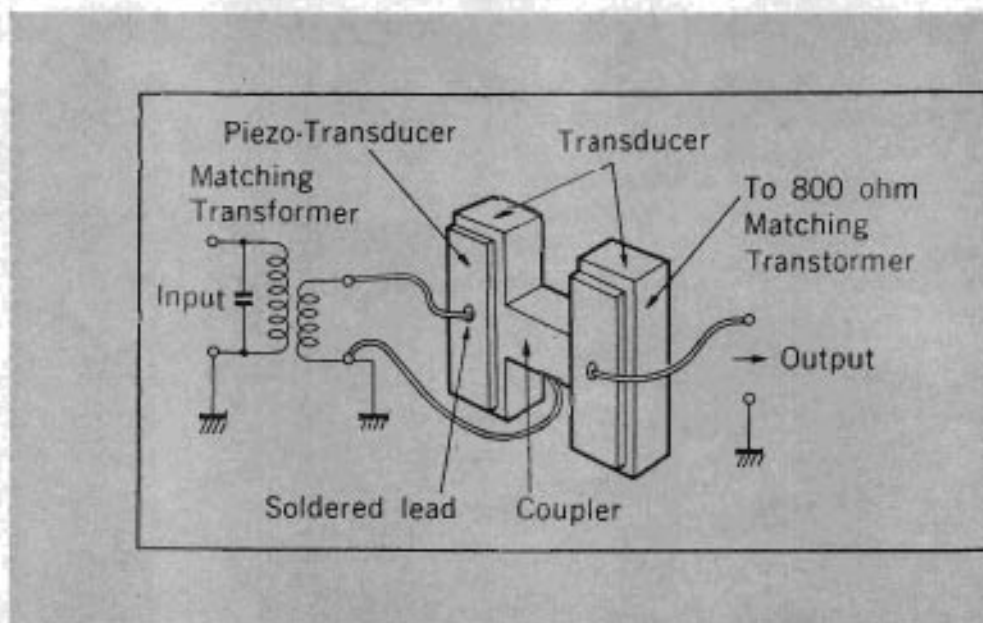 Piezo-Transducer
Transducer
Matching
Transformer
To 800 ohm
Matching
Transtormer
Input
Output
Soldered lead
Coupler